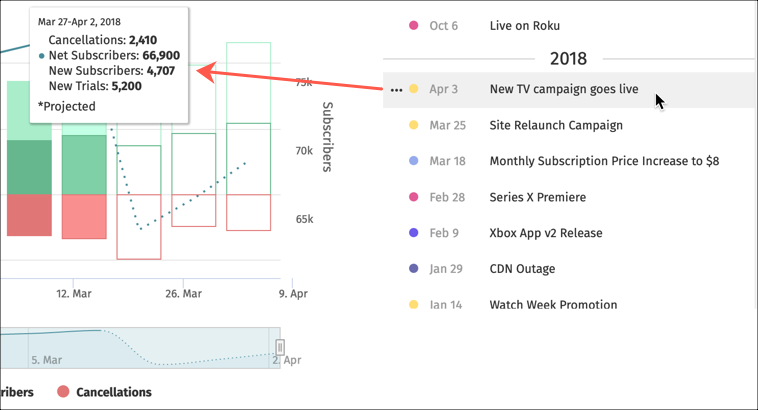 Mar 27-Apr 2, 2018
Cancellations: 2,410
Net Subscribers: 66,900
New Subscribers: 4,707
New Trials: 5,200
*Projected
75k
70k
65k
Subscribers
12. Mar
26. Mar
9. Apr
5. Mar
2. Apr
ribers
Cancellations
Oct 6 Live on Roku
2018
Apr 3 New TV campaign goes live
Mar 25 Site Relaunch Campaign
Mar 18 Monthly Subscription Price Increase to $8
Feb 28 Series X Premiere
Feb 9 Xbox App v2 Release
Jan 29 CDN Outage
Jan 14 Watch Week Promotion